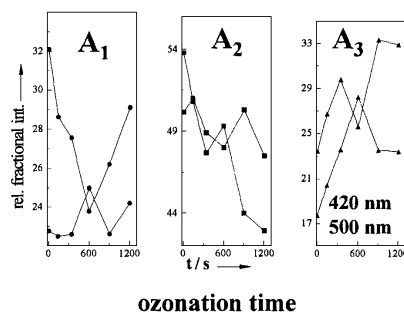 A1 A2 A3
rel. fractional int.
32
30
28
26
24
54
49
44
33
29
25
21
17
420 nm
500 nm
0 600 1200 0 600 1200 0 600 1200
t / s
ozonation time